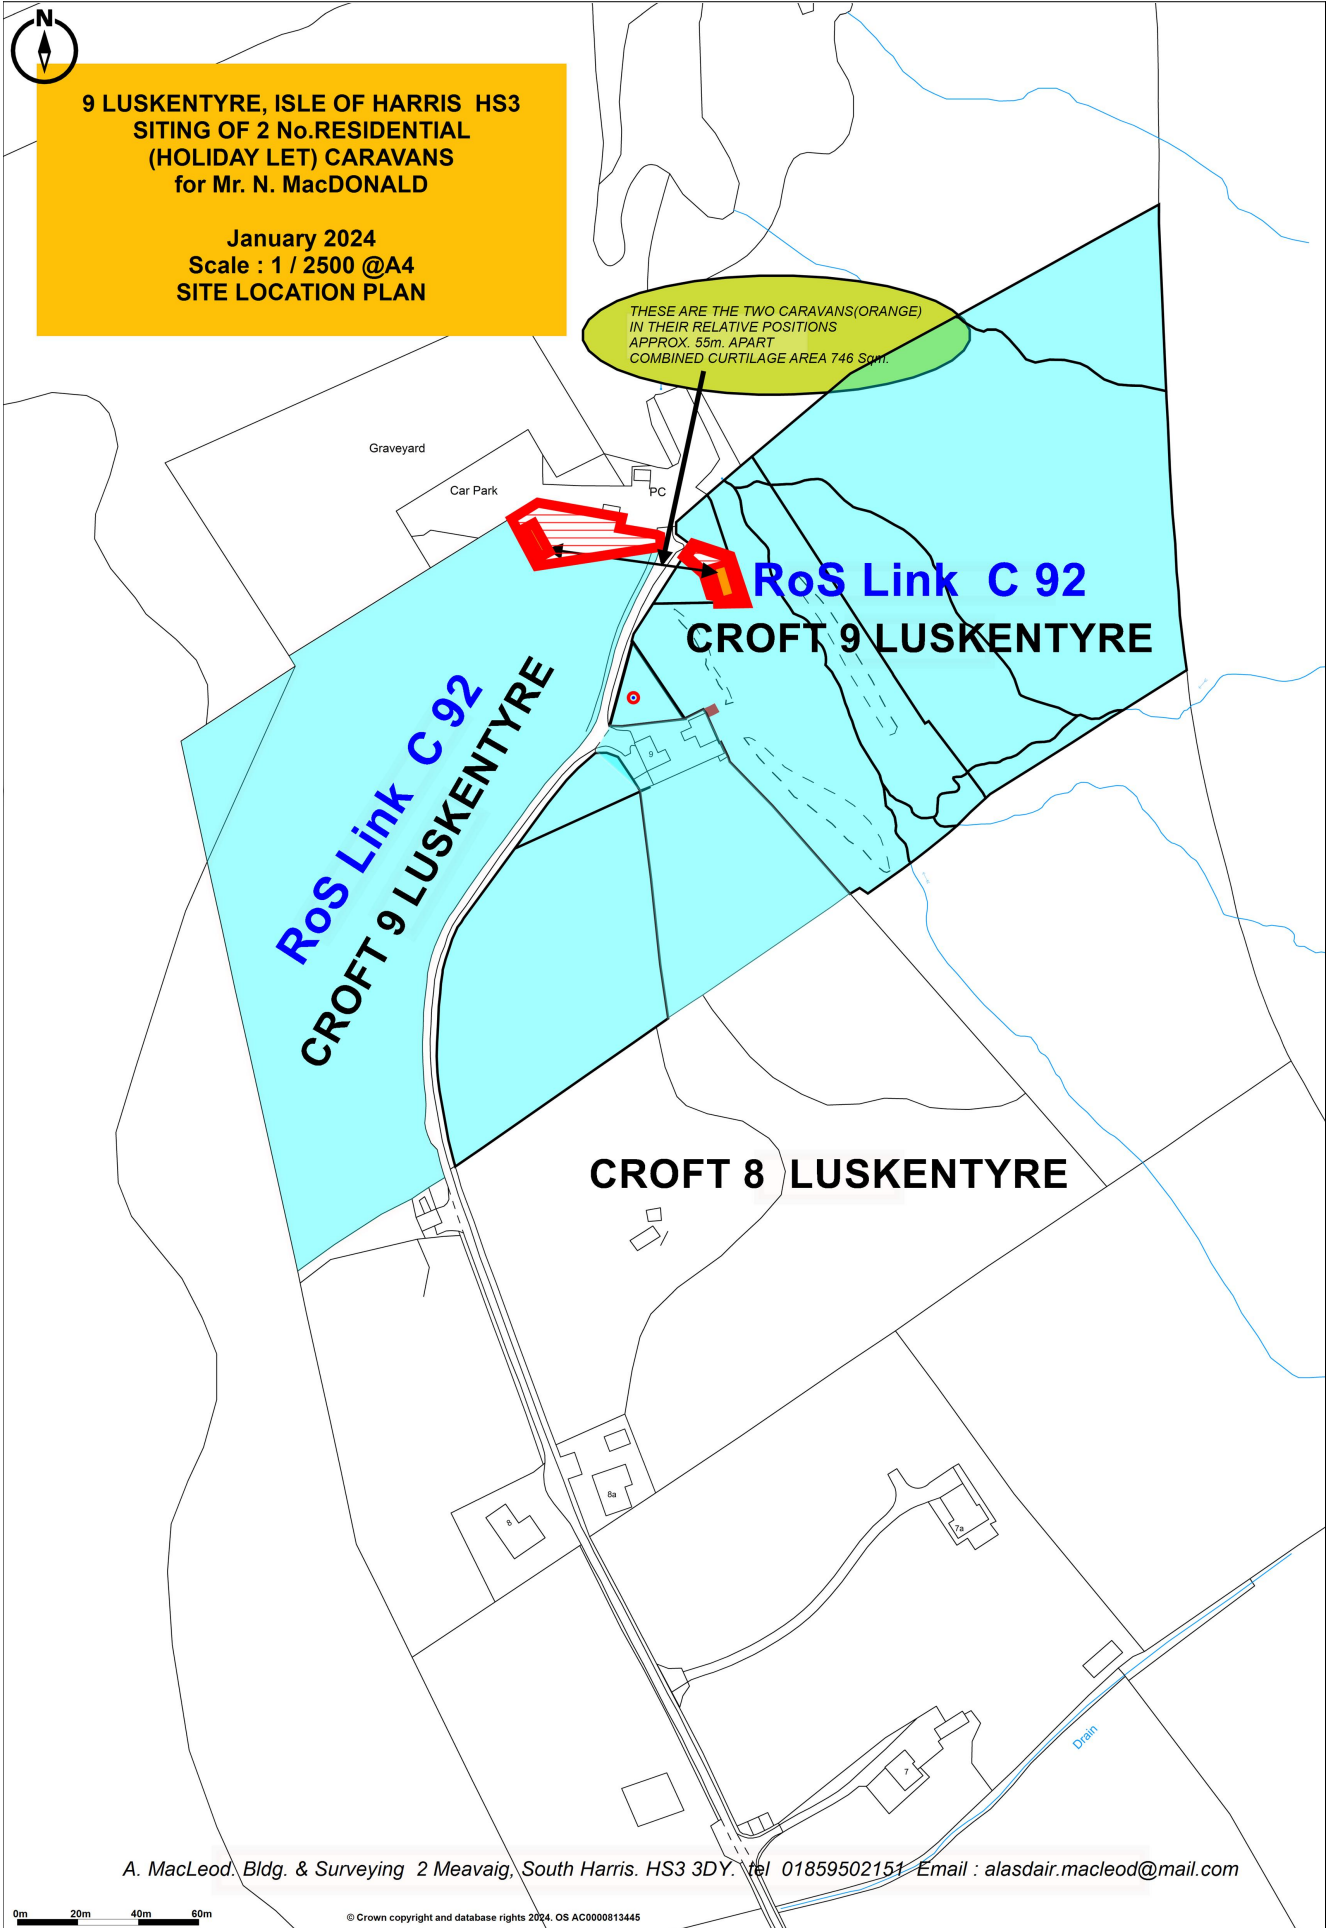 N
9 LUSKENTYRE, ISLE OF HARRIS  HS3
SITING OF 2 No.RESIDENTIAL
(HOLIDAY LET) CARAVANS
for Mr. N. MacDONALD
January 2024
Scale : 1 / 2500 @A4
SITE LOCATION PLAN
THESE ARE THE TWO CARAVANS(ORANGE)
IN THEIR RELATIVE POSITIONS
APPROX. 55m. APART
COMBINED CURTILAGE AREA 746 Sqm.
Graveyard
Car Park
PC
RoS Link  C 92
CROFT 9 LUSKENTYRE
RoS Link  C 92
CROFT 9 LUSKENTYRE
9
CROFT 8  LUSKENTYRE
8a
8
7a
Drain
7
A. MacLeod. Bldg. & Surveying  2 Meavaig, South Harris. HS3 3DY.  tel  01859502151  Email : alasdair.macleod@mail.com
0m 20m 40m 60m
© Crown copyright and database rights 2024. OS AC0000813445